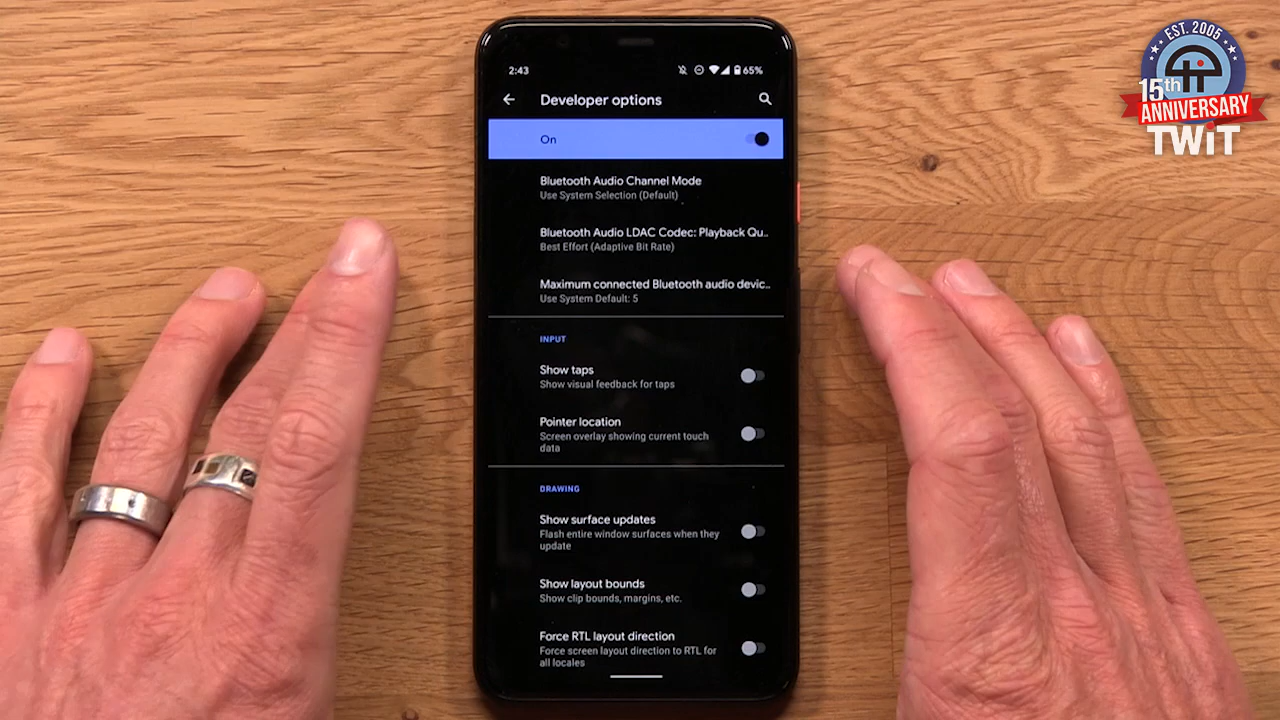 2:43
65%
Developer options
On
Bluetooth Audio Channel Mode
Use System Selection (Default)
Bluetooth Audio LDAC Codec: Playback Qu..
Best Effort (Adaptive Bit Rate)
Maximum connected Bluetooth audio devic..
Use System Default: 5
INPUT
Show taps
Show visual feedback for taps
Pointer location
Screen overlay showing current touch
data
DRAWING
Show surface updates
Flash entire window surfaces when they
update
Show layout bounds
Show clip bounds, margins, etc.
Force RTL layout direction
Force screen layout direction to RTL for
all locales
EST. 2005
15th
ANNIVERSARY
TWiT